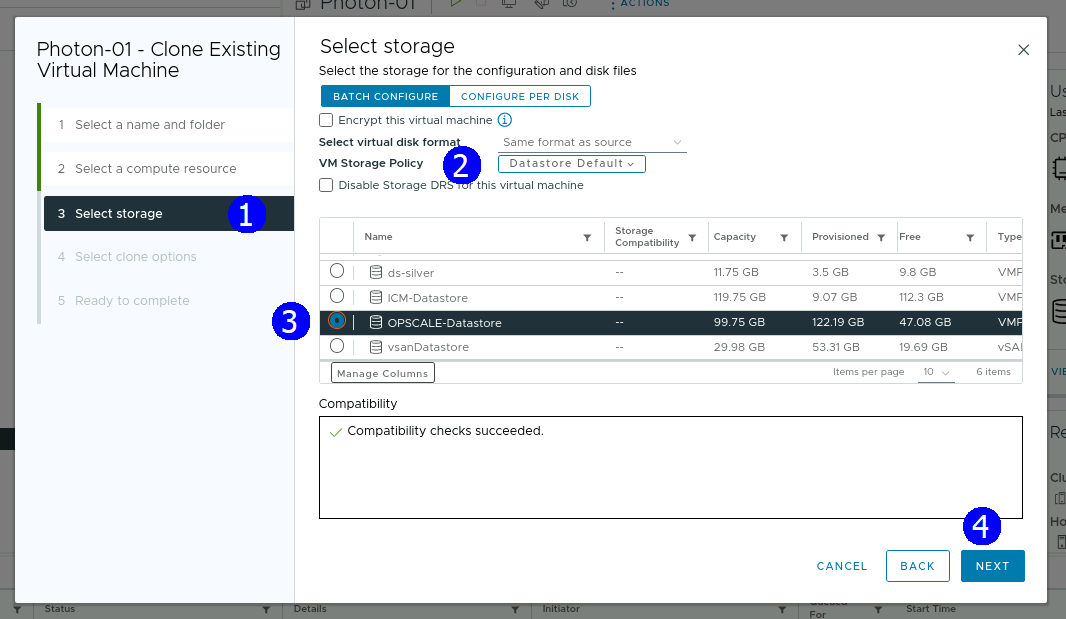 Photon-01
ACTIONS
Photon-01 - Clone Existing
Virtual Machine
1 Select a name and folder
2 Select a compute resource
3 Select storage
1
4 Select clone options
5 Ready to complete
Select storage
Select the storage for the configuration and disk files
BATCH CONFIGURE CONFIGURE PER DISK
Encrypt this virtual machine
Select virtual disk format Same format as source
VM Storage Policy 2 Datastore Default
Disable Storage DRS for this virtual machine
Name Storage Compatibility Capacity Provisioned Free Type
ds-silver -- 11.75 GB 3.5 GB 9.8 GB VMF
ICM-Datastore -- 119.75 GB 9.07 GB 112.3 GB VMF
3 OPSCALE-Datastore -- 99.75 GB 122.19 GB 47.08 GB VMF
vsanDatastore -- 29.98 GB 53.31 GB 19.69 GB vSA
Manage Columns Items per page 10 6 items
Compatibility
Compatibility checks succeeded.
4
CANCEL BACK NEXT
Status Details Initiator Queued For Start Time
Us
Las
CP
Me
Sto
VIE
Re
Clu
Ho